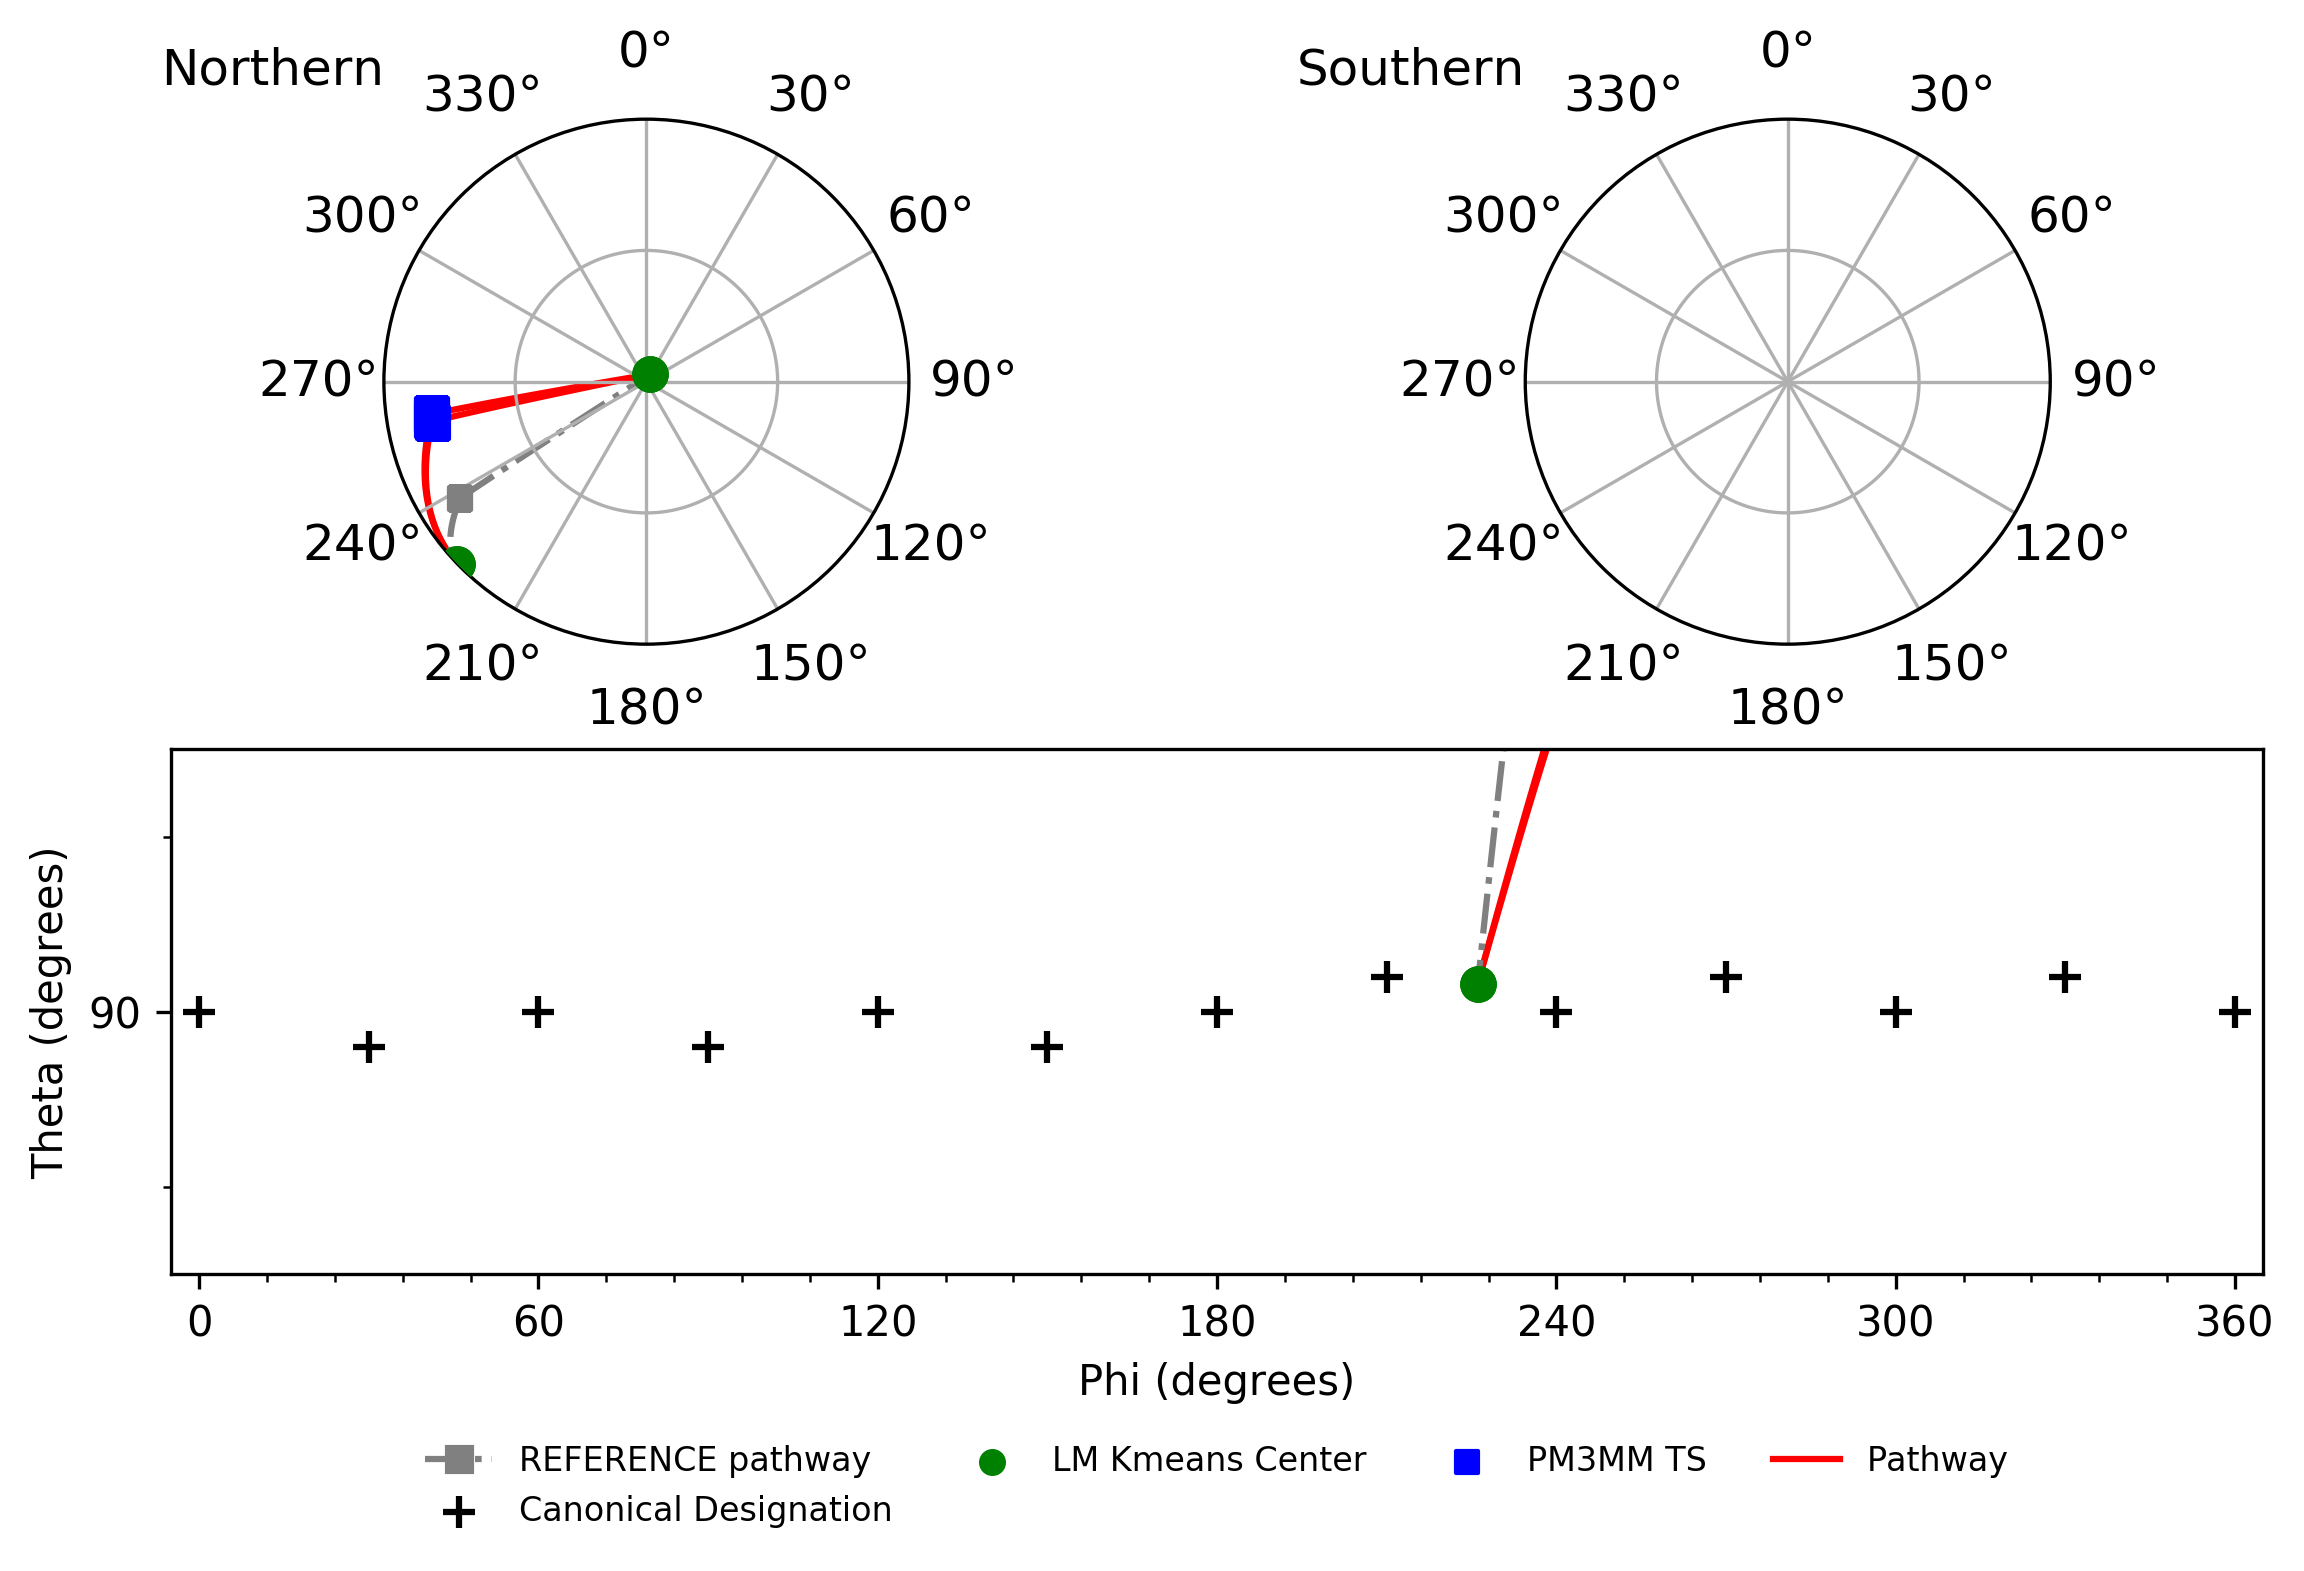 Northern
0°
30°
60°
90°
120°
150°
180°
210°
240°
270°
300°
330°
Southern
0°
30°
60°
90°
120°
150°
180°
210°
240°
270°
300°
330°
Theta (degrees)
90
0 60 120 180 240 300 360
Phi (degrees)
REFERENCE pathway
Canonical Designation
LM Kmeans Center
PM3MM TS
Pathway